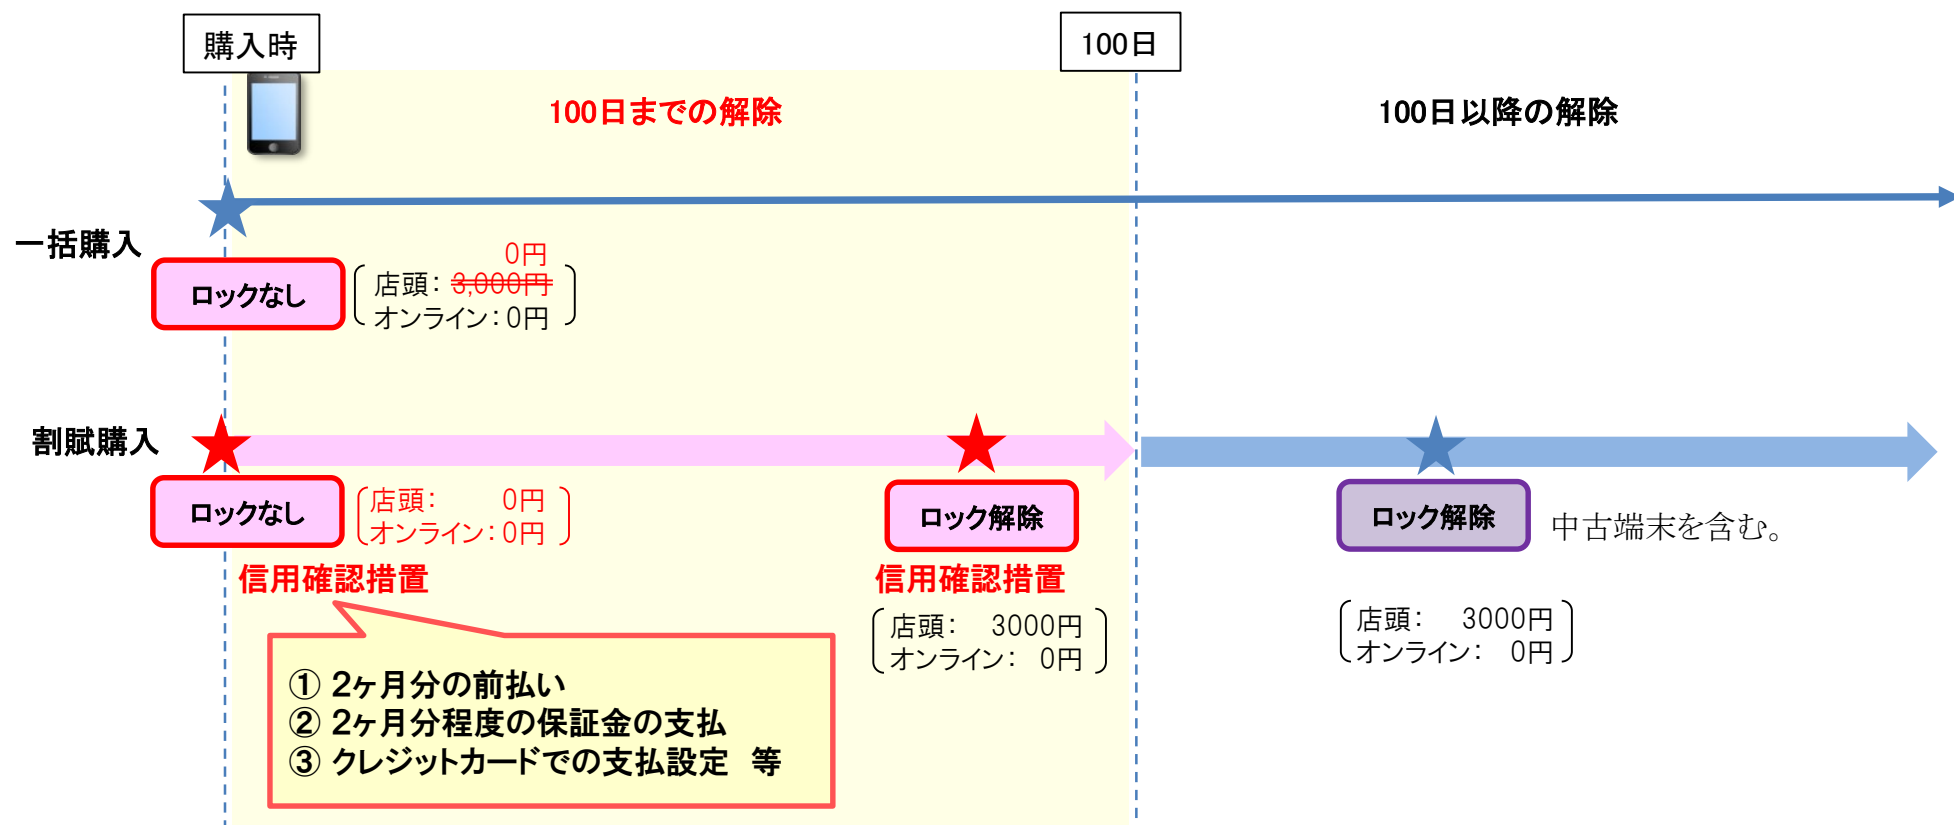 購入時
100日
100日までの解除
100日以降の解除
一括購入
ロックなし
0円
店頭： 3,000円
オンライン：0円
割賦購入
ロックなし
店頭： 0円
オンライン：0円
信用確認措置
① 2ヶ月分の前払い
② 2ヶ月分程度の保証金の支払
③ クレジットカードでの支払設定 等
ロック解除
信用確認措置
店頭： 3000円
オンライン： 0円
ロック解除
中古端末を含む。
店頭： 3000円
オンライン： 0円